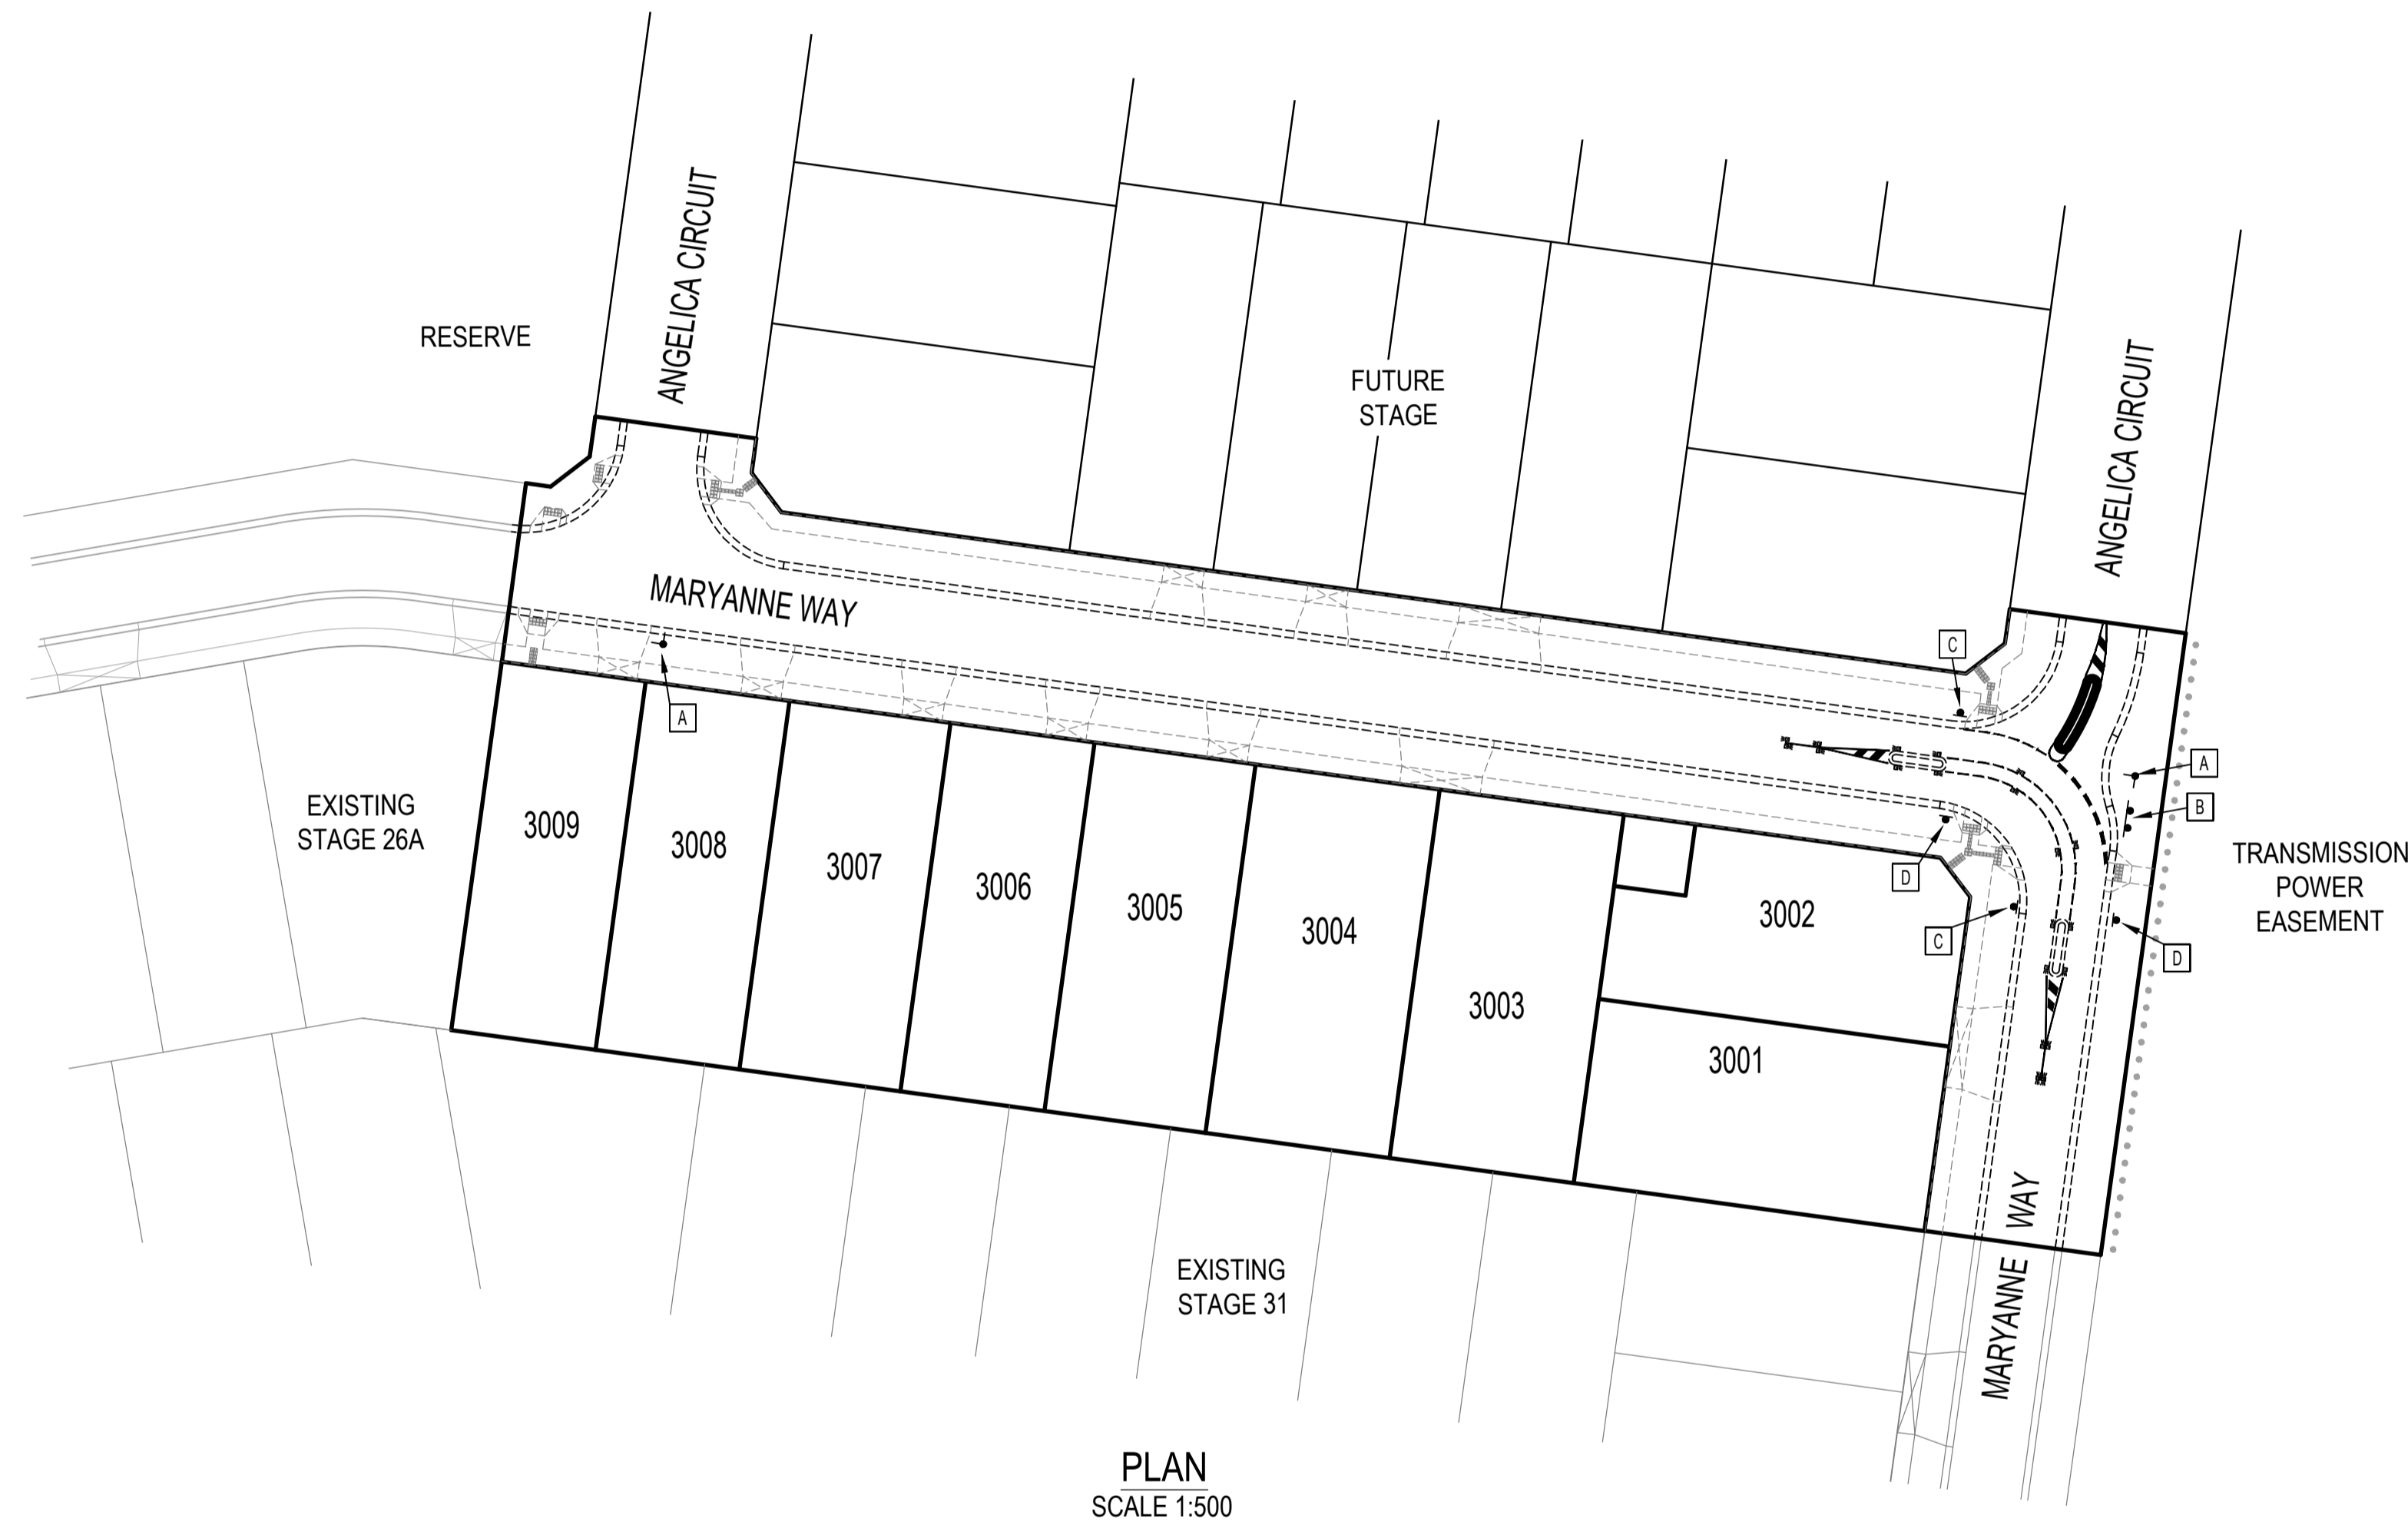 ANGELICA CIRCUIT
RESERVE
ANGELICA CIRCUIT
FUTURE
STAGE
MARYANNE WAY
C
A
A
B
EXISTING
STAGE 26A
3009
3008
3007
3006
3005
3004
3003
3002
3001
D
C
D
TRANSMISSION
POWER
EASEMENT
MARYANNE WAY
EXISTING
STAGE 31
PLAN
SCALE 1:500